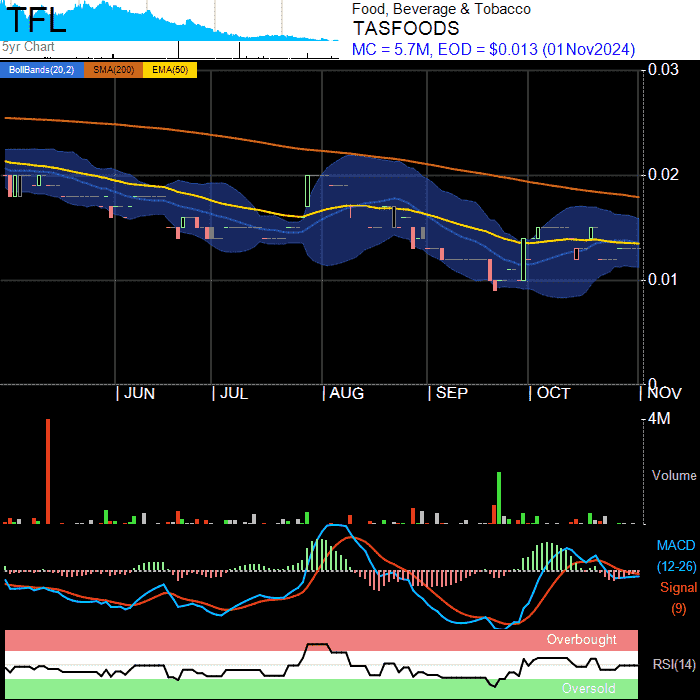 TFL
5yr Chart
Food, Beverage & Tobacco
TASFOODS
MC = 5.7M, EOD = $0.013 (01Nov2024)
BollBands(20,2) SMA(200) EMA(50)
0.03
0.02
0.01
0
| JUN | JUL | AUG | SEP | OCT | NOV
4M
Volume
MACD
(12-26)
Signal
(9)
Overbought
RSI(14)
Oversold